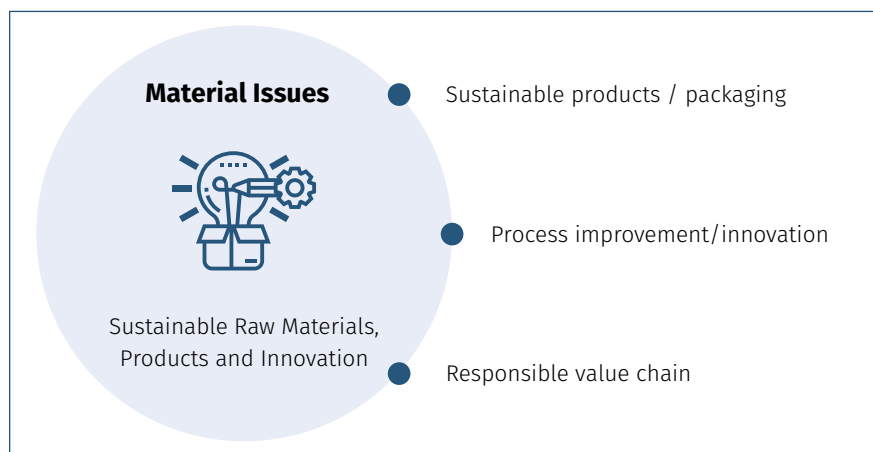 Material Issues
Sustainable Raw Materials,
Products and Innovation
Sustainable products / packaging
Process improvement/innovation
Responsible value chain